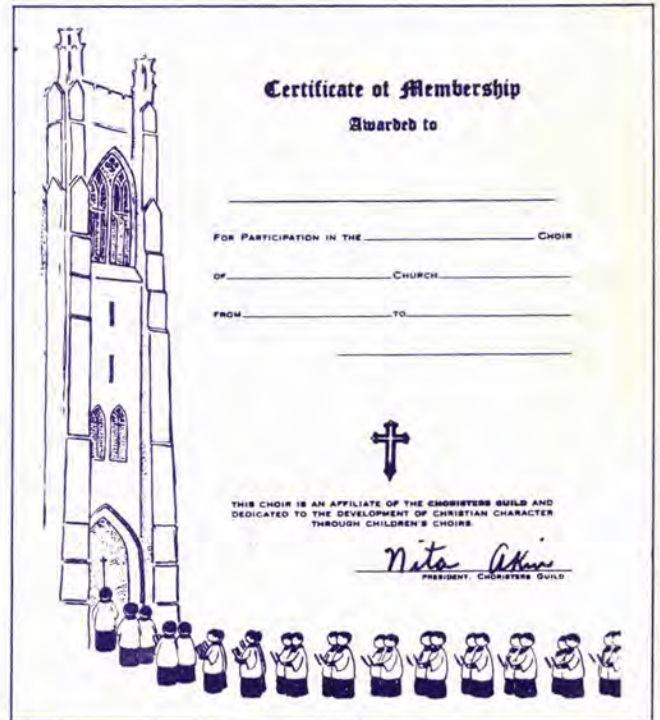 Certificate of Membership
Awarded to
FOR PARTICIPATION IN THE CHOIR
OF CHURCH
FROM TO
THIS CHOIR IS AN AFFILIATE OF THE CHORISTERS GUILD AND
DEDICATED TO THE DEVELOPMENT OF CHRISTIAN CHARACTER
THROUGH CHILDREN'S CHOIRS.
Nita Akin
PRESIDENT, CHORISTERS GUILD